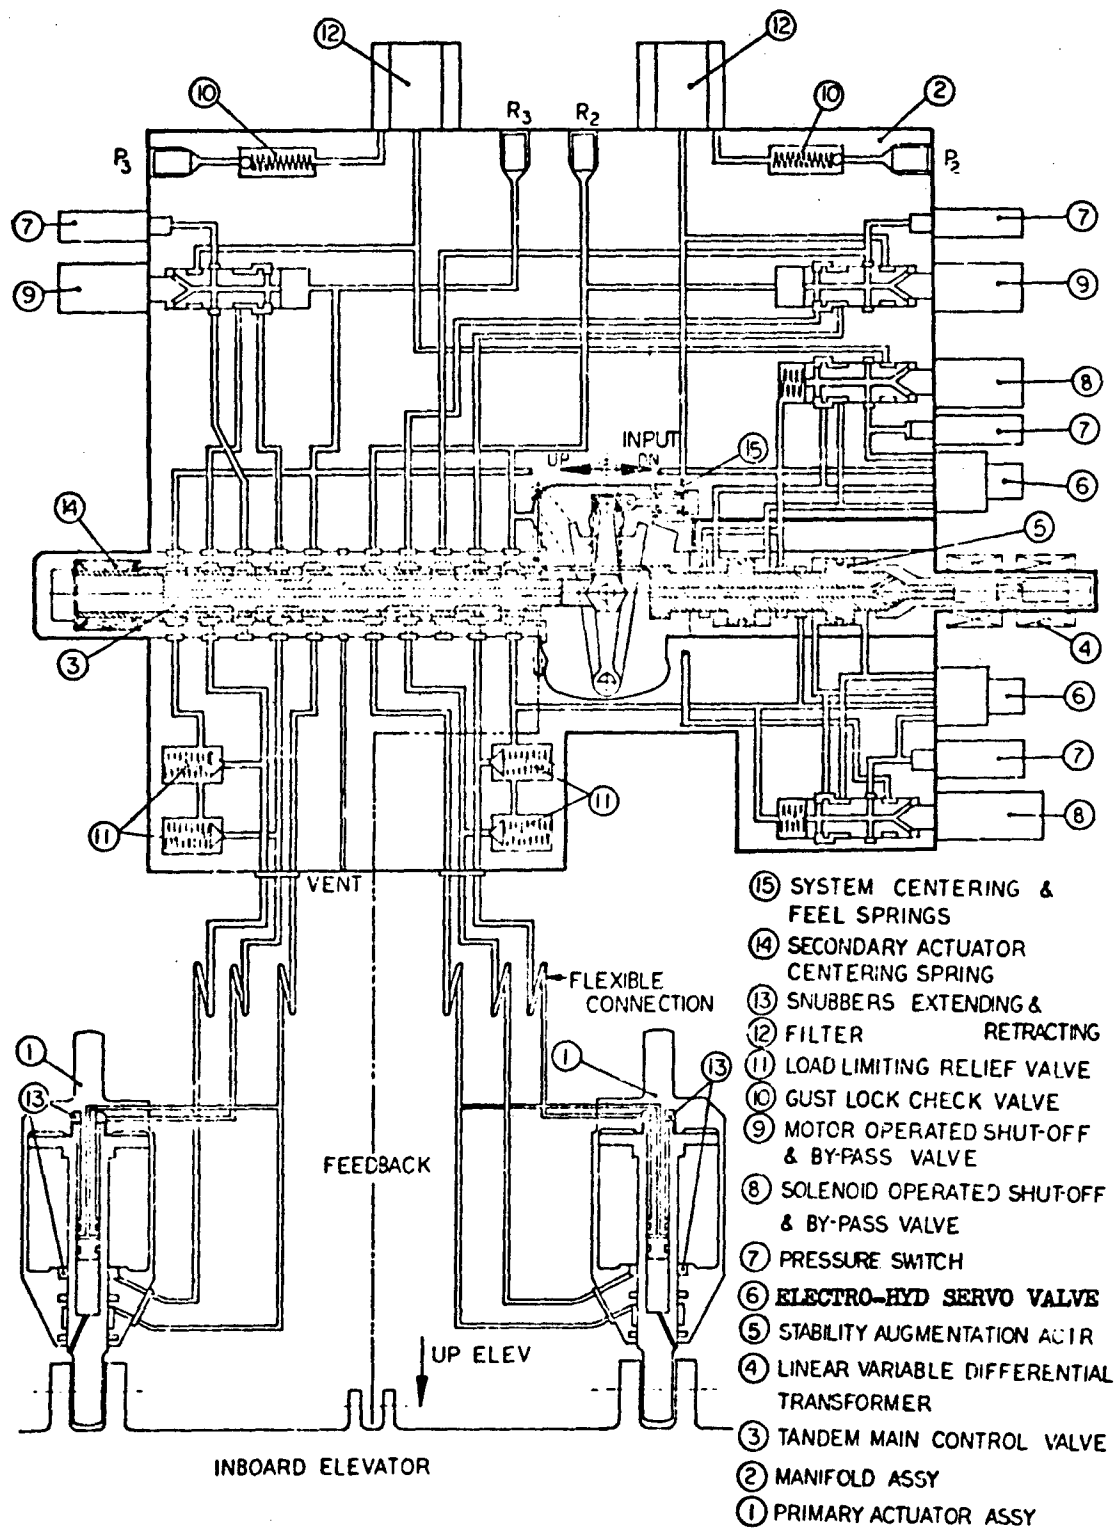 12
12
10
R3
R2
10
2
P3
P2
7
7
9
9
8
7
INPUT
UP
DN
15
6
14
5
3
4
6
7
11
11
8
VENT
15 SYSTEM CENTERING &
FEEL SPRINGS
14 SECONDARY ACTUATOR
CENTERING SPRING
FLEXIBLE
CONNECTION
13 SNUBBERS EXTENDING &
RETRACTING
12 FILTER
1
1
13
13
11 LOAD LIMITING RELIEF VALVE
10 GUST LOCK CHECK VALVE
9 MOTOR OPERATED SHUT-OFF
& BY-PASS VALVE
FEEDBACK
8 SOLENOID OPERATED SHUT-OFF
& BY-PASS VALVE
7 PRESSURE SWITCH
6 ELECTRO-HYD SERVO VALVE
5 STABILITY AUGMENTATION ACTR
UP ELEV
4 LINEAR VARIABLE DIFFERENTIAL
TRANSFORMER
3 TANDEM MAIN CONTROL VALVE
INBOARD ELEVATOR
2 MANIFOLD ASSY
1 PRIMARY ACTUATOR ASSY